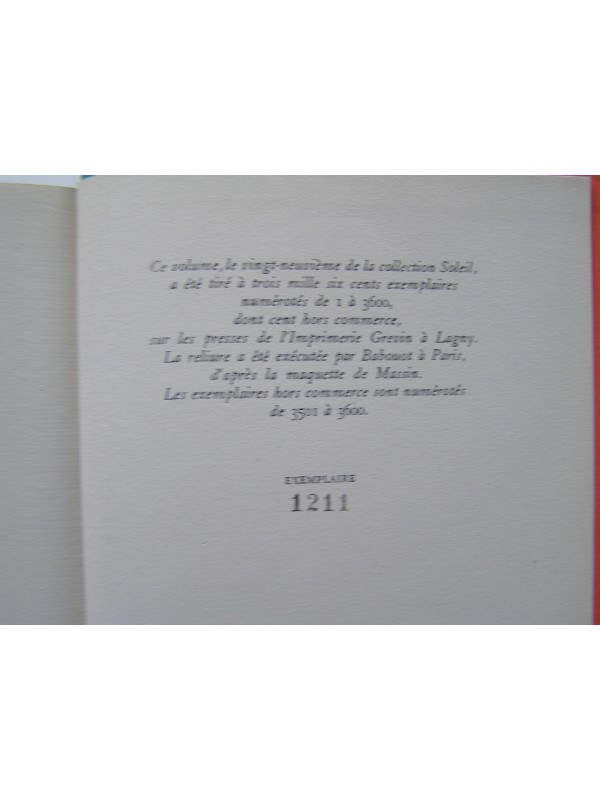 Ce volume, le vingt-neuvième de la collection Soleil,
a été tiré à trois mille six cents exemplaires
numérotés de 1 à 3600,
dont cent hors commerce,
sur les presses de l'Imprimerie Grevin à Lagny.
La reliure a été exécutée par Babouot à Paris,
d'après la maquette de Massin.
Les exemplaires hors commerce sont numérotés
de 3501 à 3600.
EXEMPLAIRE
1211